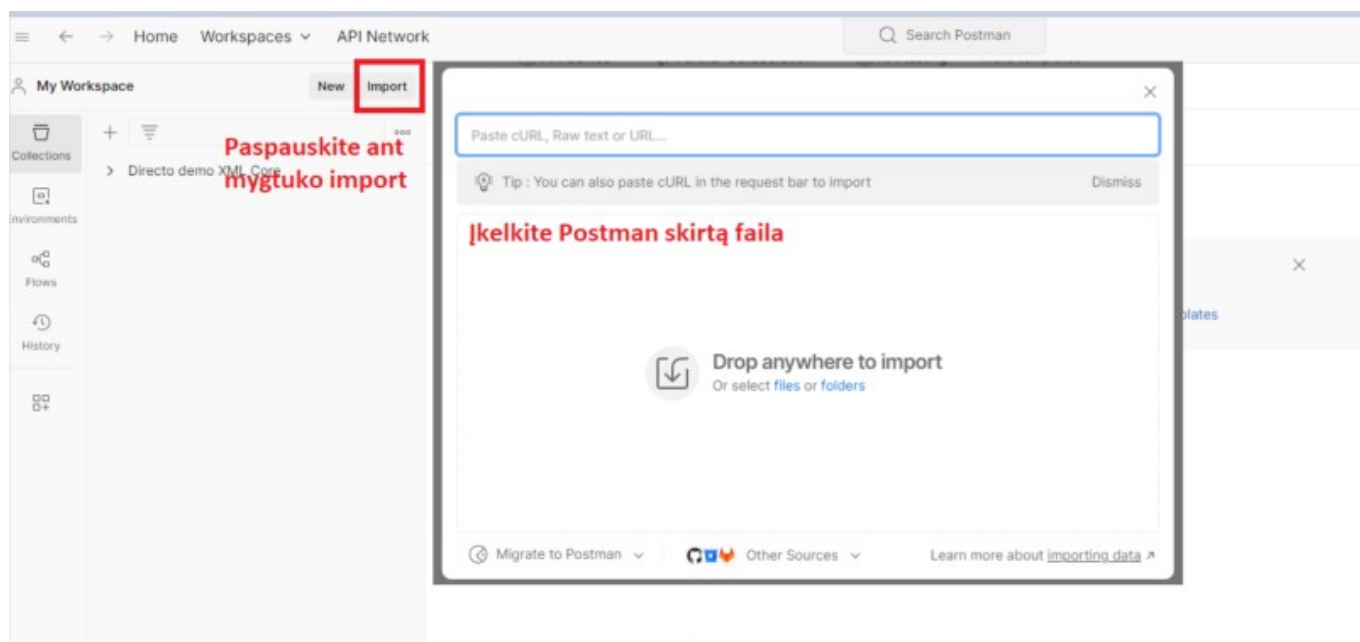 Home Workspaces API Network
Search Postman
My Workspace
New Import
Paspauskite ant
mygtuko import
Collections
Directo demo XML Core
Environments
Flows
History
Paste cURL, Raw text or URL...
Tip : You can also paste cURL in the request bar to import Dismiss
Įkelkite Postman skirtą faila
Drop anywhere to import
Or select files or folders
Migrate to Postman Other Sources Learn more about importing data